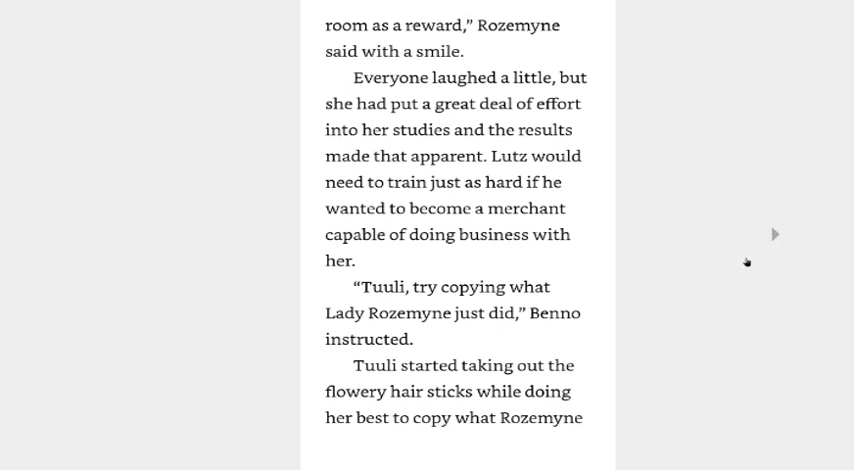 room as a reward,” Rozemyne
said with a smile.
Everyone laughed a little, but
she had put a great deal of effort
into her studies and the results
made that apparent. Lutz would
need to train just as hard if he
wanted to become a merchant
capable of doing business with
her.
“Tuuli, try copying what
Lady Rozemyne just did,” Benno
instructed.
Tuuli started taking out the
flowery hair sticks while doing
her best to copy what Rozemyne